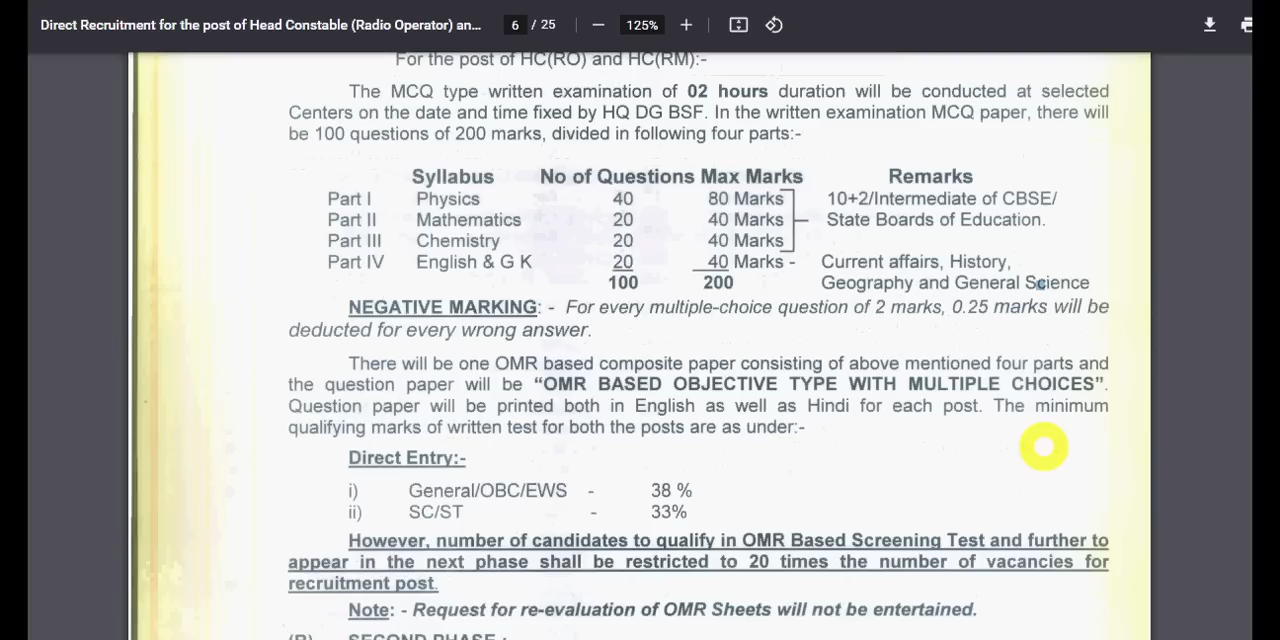 Direct Recruitment for the post of Head Constable (Radio Operator) an... 6 / 25 − 125% +
For the post of HC(RO) and HC(RM):-
The MCQ type written examination of 02 hours duration will be conducted at selected
Centers on the date and time fixed by HQ DG BSF. In the written examination MCQ paper, there will
be 100 questions of 200 marks, divided in following four parts:-
Syllabus No of Questions Max Marks Remarks
Part I Physics 40 80 Marks 10+2/Intermediate of CBSE/
Part II Mathematics 20 40 Marks State Boards of Education.
Part III Chemistry 20 40 Marks
Part IV English & G K 20 40 Marks - Current affairs, History,
100 200 Geography and General Science
NEGATIVE MARKING: - For every multiple-choice question of 2 marks, 0.25 marks will be
deducted for every wrong answer.
There will be one OMR based composite paper consisting of above mentioned four parts and
the question paper will be “OMR BASED OBJECTIVE TYPE WITH MULTIPLE CHOICES”.
Question paper will be printed both in English as well as Hindi for each post. The minimum
qualifying marks of written test for both the posts are as under:-
Direct Entry:-
i) General/OBC/EWS - 38 %
ii) SC/ST - 33%
However, number of candidates to qualify in OMR Based Screening Test and further to
appear in the next phase shall be restricted to 20 times the number of vacancies for
recruitment post.
Note: - Request for re-evaluation of OMR Sheets will not be entertained.
(B) SECOND PHASE :